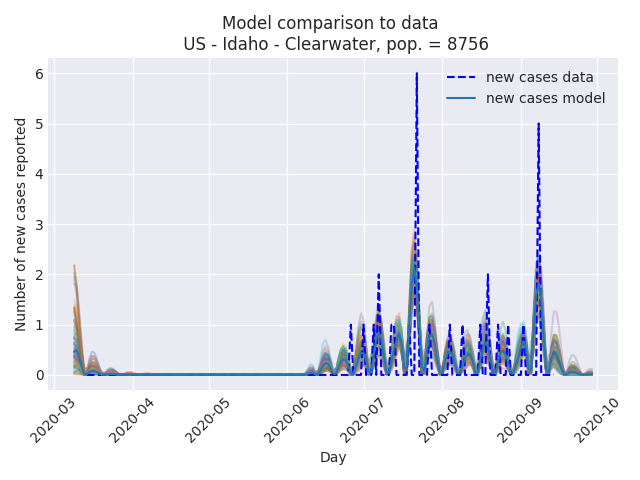 Model comparison to data
US - Idaho - Clearwater, pop. = 8756
new cases data
new cases model
Number of new cases reported
6
5
4
3
2
1
0
2020-03
2020-04
2020-05
2020-06
2020-07
2020-08
2020-09
2020-10
Day